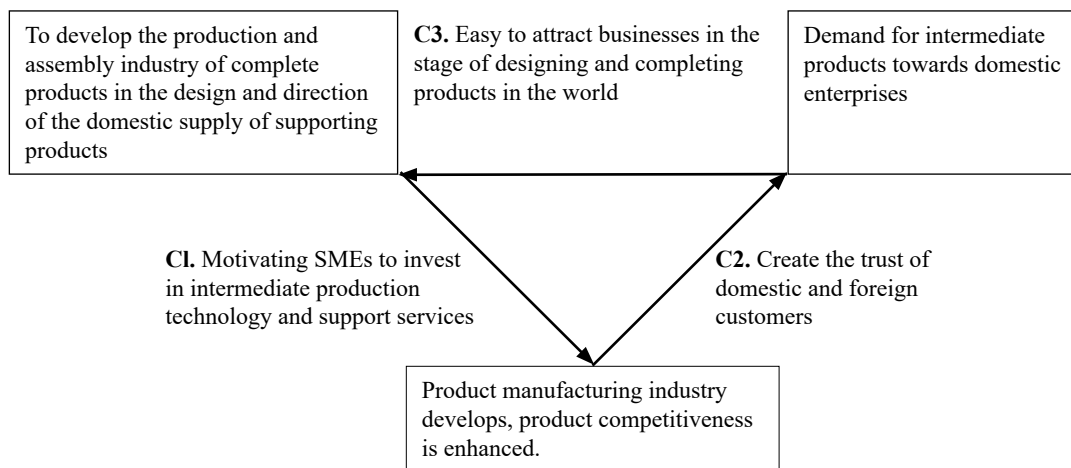 To develop the production and
assembly industry of complete
products in the design and direction
of the domestic supply of supporting
products
C3. Easy to attract businesses in the
stage of designing and completing
products in the world
Demand for intermediate
products towards domestic
enterprises
Cl. Motivating SMEs to invest
in intermediate production
technology and support services
C2. Create the trust of
domestic and foreign
customers
Product manufacturing industry
develops, product competitiveness
is enhanced.